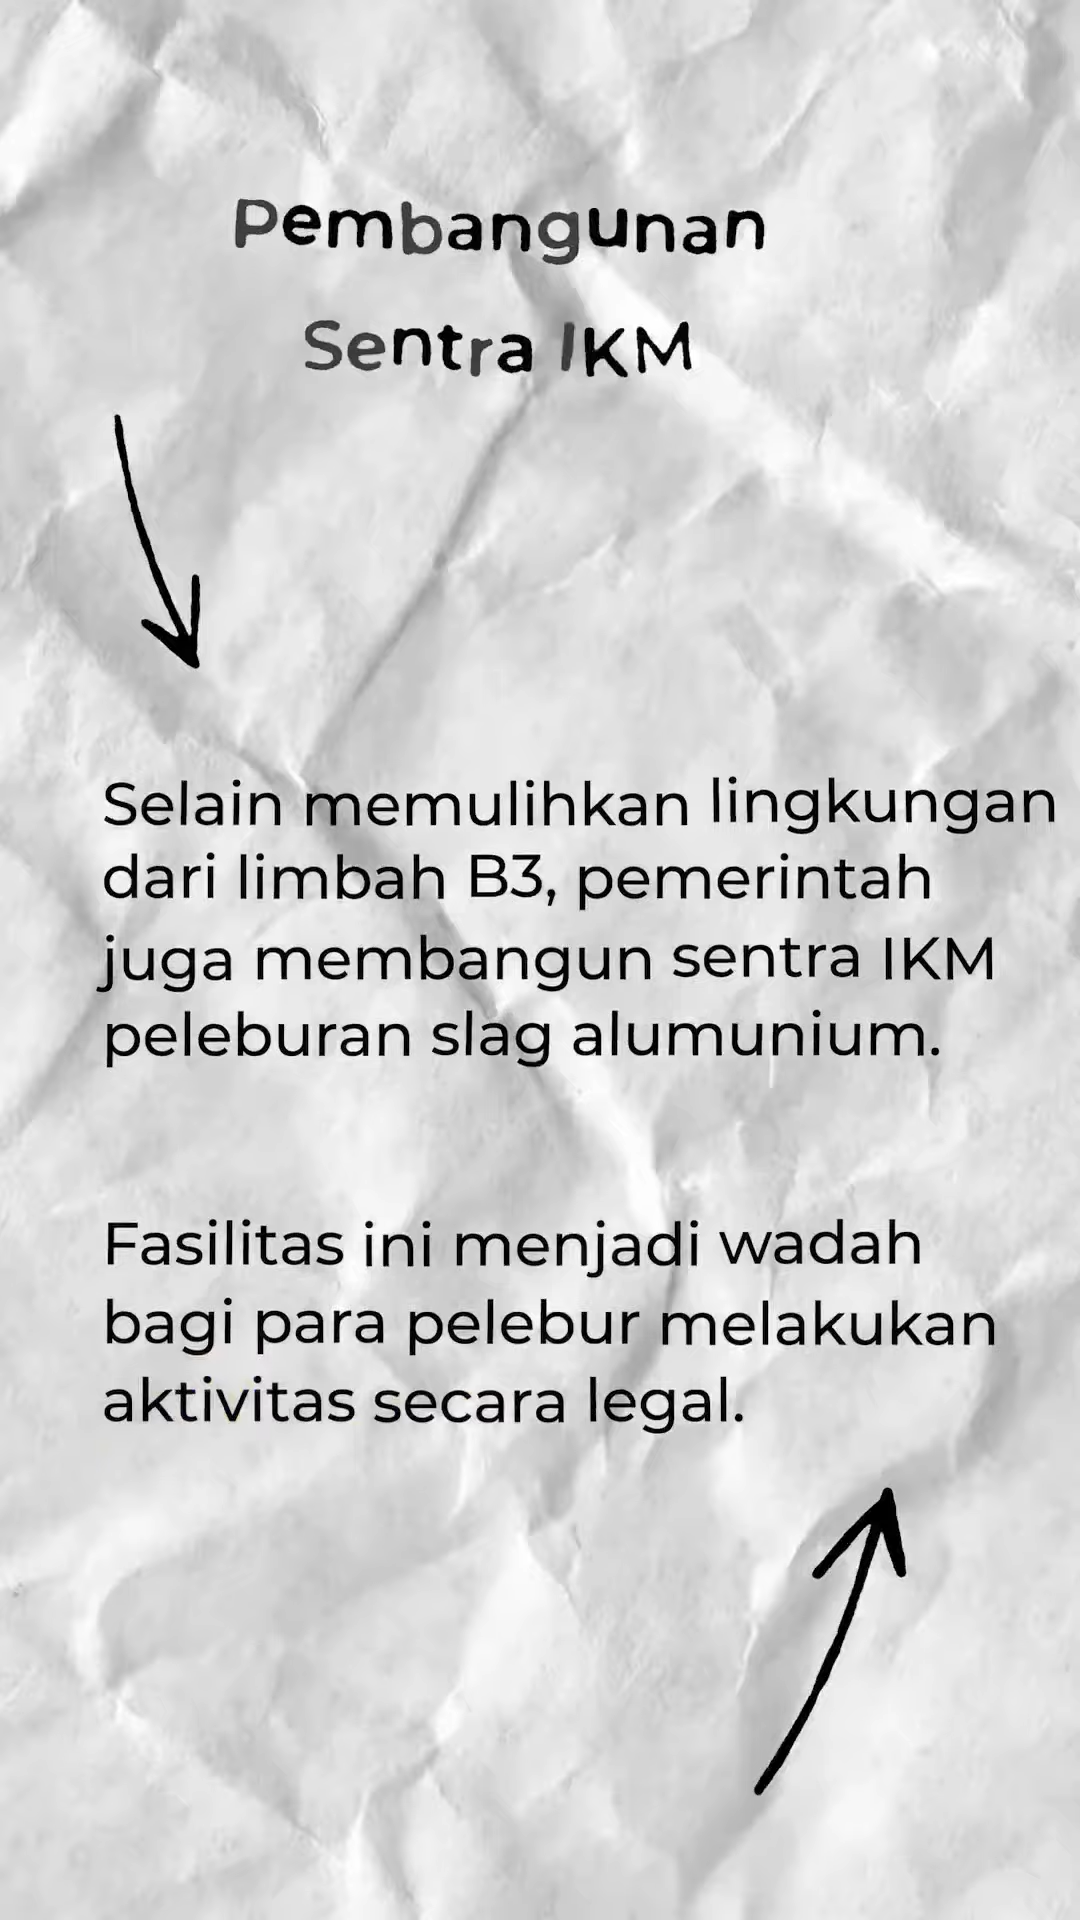 Pembangunan
Sentra IKM
Selain memulihkan lingkungan
dari limbah B3, pemerintah
juga membangun sentra IKM
peleburan slag alumunium.
Fasilitas ini menjadi wadah
bagi para pelebur melakukan
aktivitas secara legal.